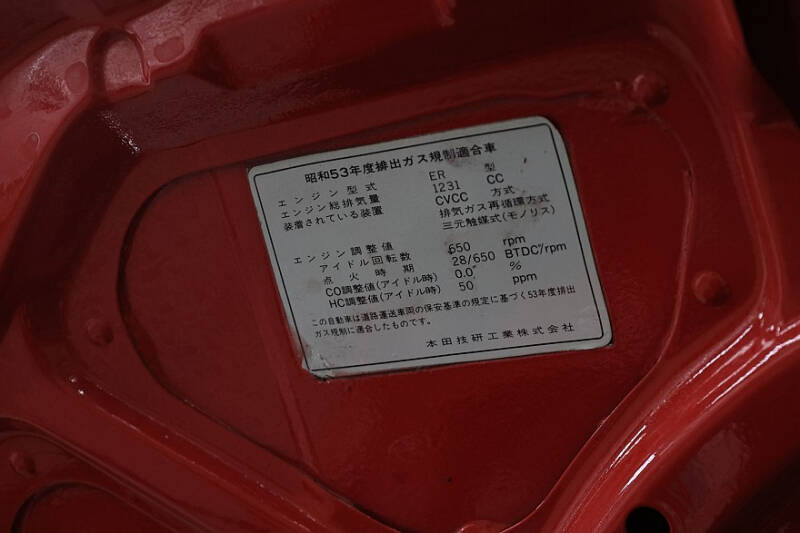 昭和53年度排出ガス規制適合車
エンジン型式 ER 型
エンジン総排気量 1231 CC
装着されている装置 CVCC 方式
排気ガス再循環方式
三元触媒式(モノリス)
エンジン調整値
アイドル回転数 650 rpm
点火時期 28/650 BTDC°/rpm
CO調整値(アイドル時) 0.0 %
HC調整値(アイドル時) 50 ppm
この自動車は道路運送車両の保安基準の規定に基づく53年度排出
ガス規制に適合したものです。
本田技研工業株式会社